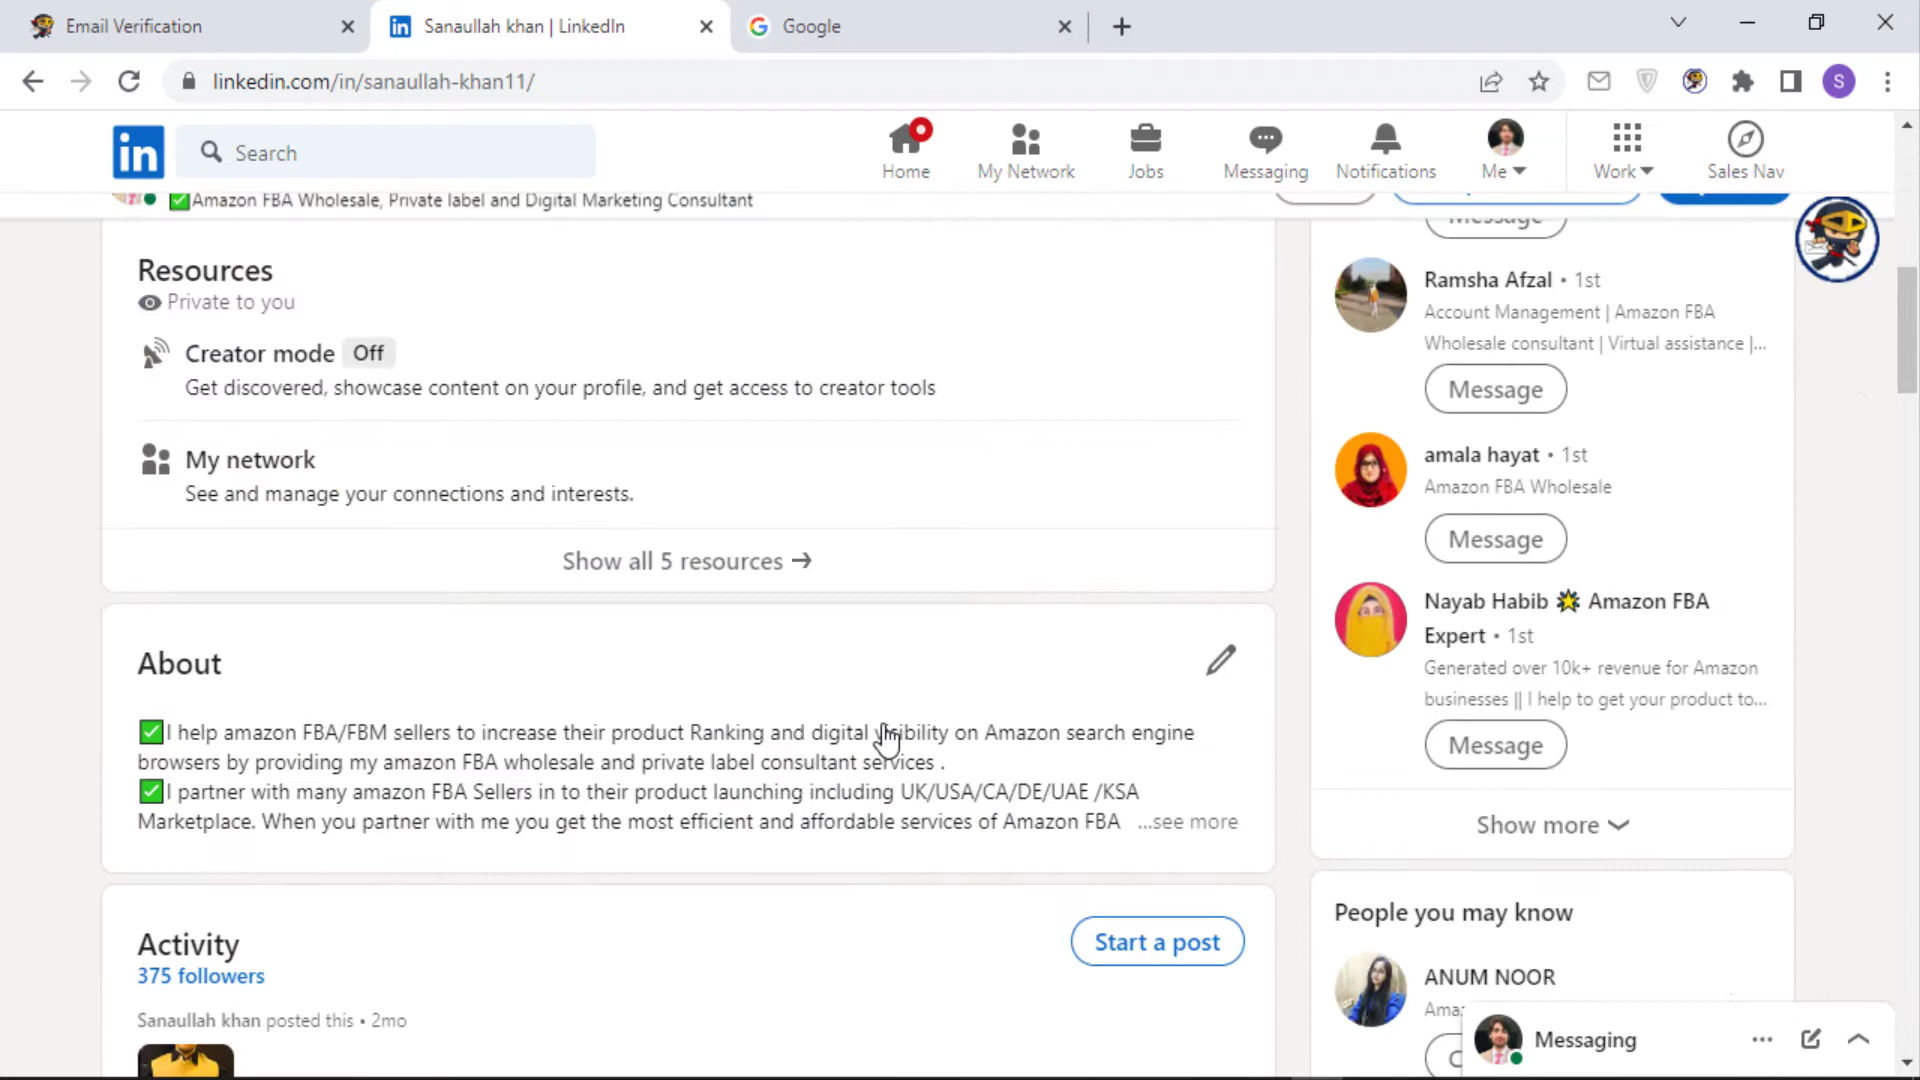 Email Verification
Sanaullah khan | LinkedIn
Google
linkedin.com/in/sanaullah-khan11/
S
in
Search
Home
My Network
Jobs
Messaging
Notifications
Me
Work
Sales Nav
✅Amazon FBA Wholesale, Private label and Digital Marketing Consultant
Resources
Private to you
Creator mode Off
Get discovered, showcase content on your profile, and get access to creator tools
My network
See and manage your connections and interests.
Show all 5 resources →
About
✅I help amazon FBA/FBM sellers to increase their product Ranking and digital visibility on Amazon search engine
browsers by providing my amazon FBA wholesale and private label consultant services .
✅I partner with many amazon FBA Sellers in to their product launching including UK/USA/CA/DE/UAE /KSA
Marketplace. When you partner with me you get the most efficient and affordable services of Amazon FBA ...see more
Activity
375 followers
Start a post
Sanaullah khan posted this • 2mo
Message
Ramsha Afzal • 1st
Account Management | Amazon FBA
Wholesale consultant | Virtual assistance |...
Message
amala hayat • 1st
Amazon FBA Wholesale
Message
Nayab Habib 🌟 Amazon FBA
Expert • 1st
Generated over 10k+ revenue for Amazon
businesses || I help to get your product to...
Message
Show more
People you may know
ANUM NOOR
Messaging